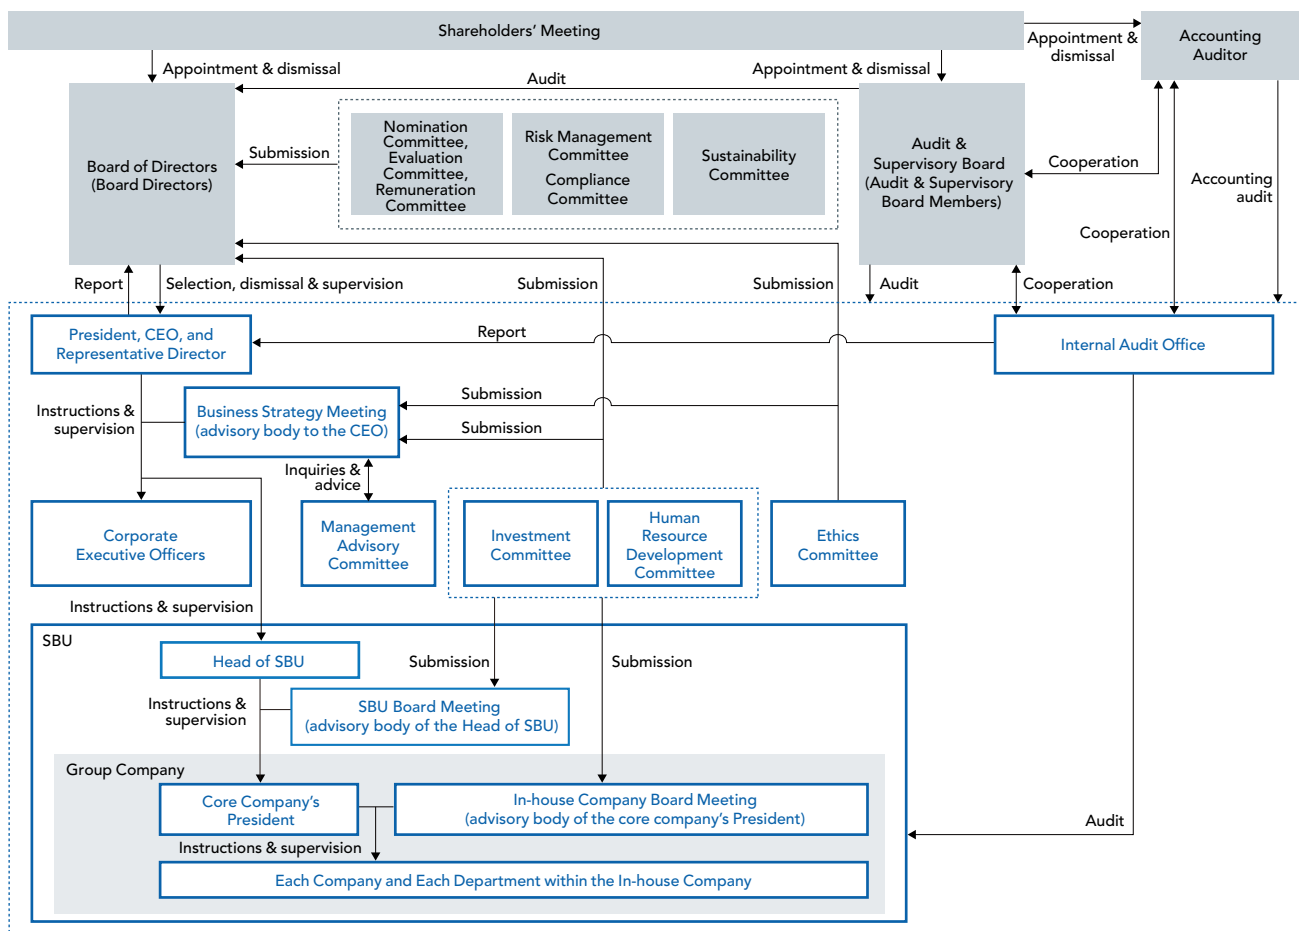 Shareholders’ Meeting
Appointment &
dismissal
Accounting
Auditor
Appointment & dismissal
Appointment & dismissal
Audit
Board of Directors
(Board Directors)
Submission
Nomination
Committee,
Evaluation
Committee,
Remuneration
Committee
Risk Management
Committee
Compliance
Committee
Sustainability
Committee
Audit &
Supervisory Board
(Audit & Supervisory
Board Members)
Cooperation
Accounting
audit
Cooperation
Report
Selection, dismissal & supervision
Submission
Submission
Audit
Cooperation
President, CEO, and
Representative Director
Report
Internal Audit Office
Instructions &
supervision
Business Strategy Meeting
(advisory body to the CEO)
Submission
Submission
Inquiries &
advice
Corporate
Executive Officers
Management
Advisory
Committee
Investment
Committee
Human
Resource
Development
Committee
Ethics
Committee
Instructions & supervision
SBU
Head of SBU
Submission
Submission
Instructions &
supervision
SBU Board Meeting
(advisory body of the Head of SBU)
Group Company
Core Company’s
President
In-house Company Board Meeting
(advisory body of the core company’s President)
Audit
Instructions & supervision
Each Company and Each Department within the In-house Company